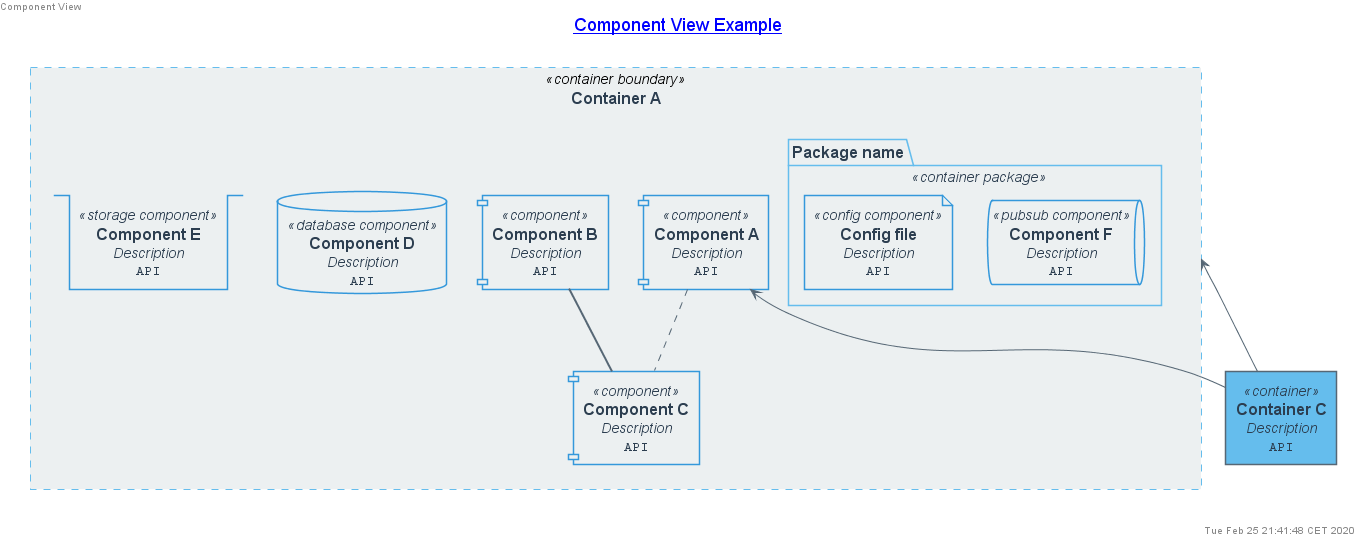 Component View
Component View Example
«container boundary»
Container A
Package name
«container package»
«storage component»
Component E
Description
API
«database component»
Component D
Description
API
«component»
Component B
Description
API
«component»
Component A
Description
API
«config component»
Config file
Description
API
«pubsub component»
Component F
Description
API
«component»
Component C
Description
API
«container»
Container C
Description
API
Tue Feb 25 21:41:48 CET 2020